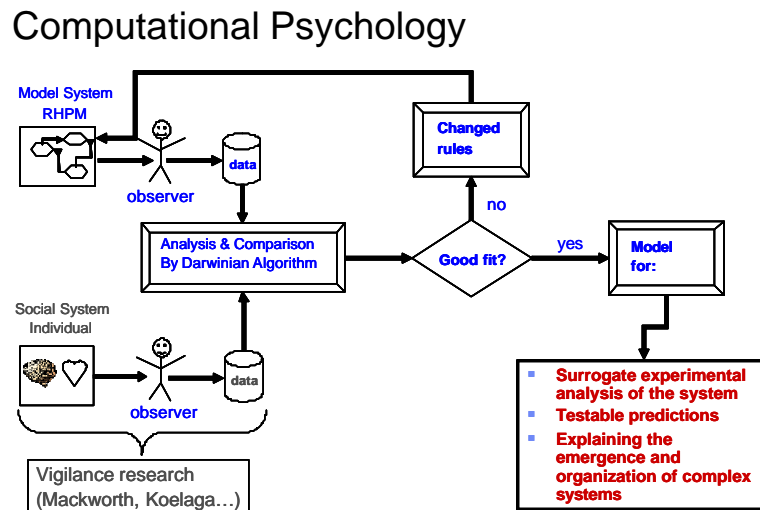 Computational Psychology
Model System
RHPM
observer
data
Changed
rules
no
Analysis & Comparison
By Darwinian Algorithm
Good fit?
yes
Model
for:
Social System
Individual
observer
data
Surrogate experimental
analysis of the system
Testable predictions
Explaining the
emergence and
organization of complex
systems
Vigilance research
(Mackworth, Koelaga…)